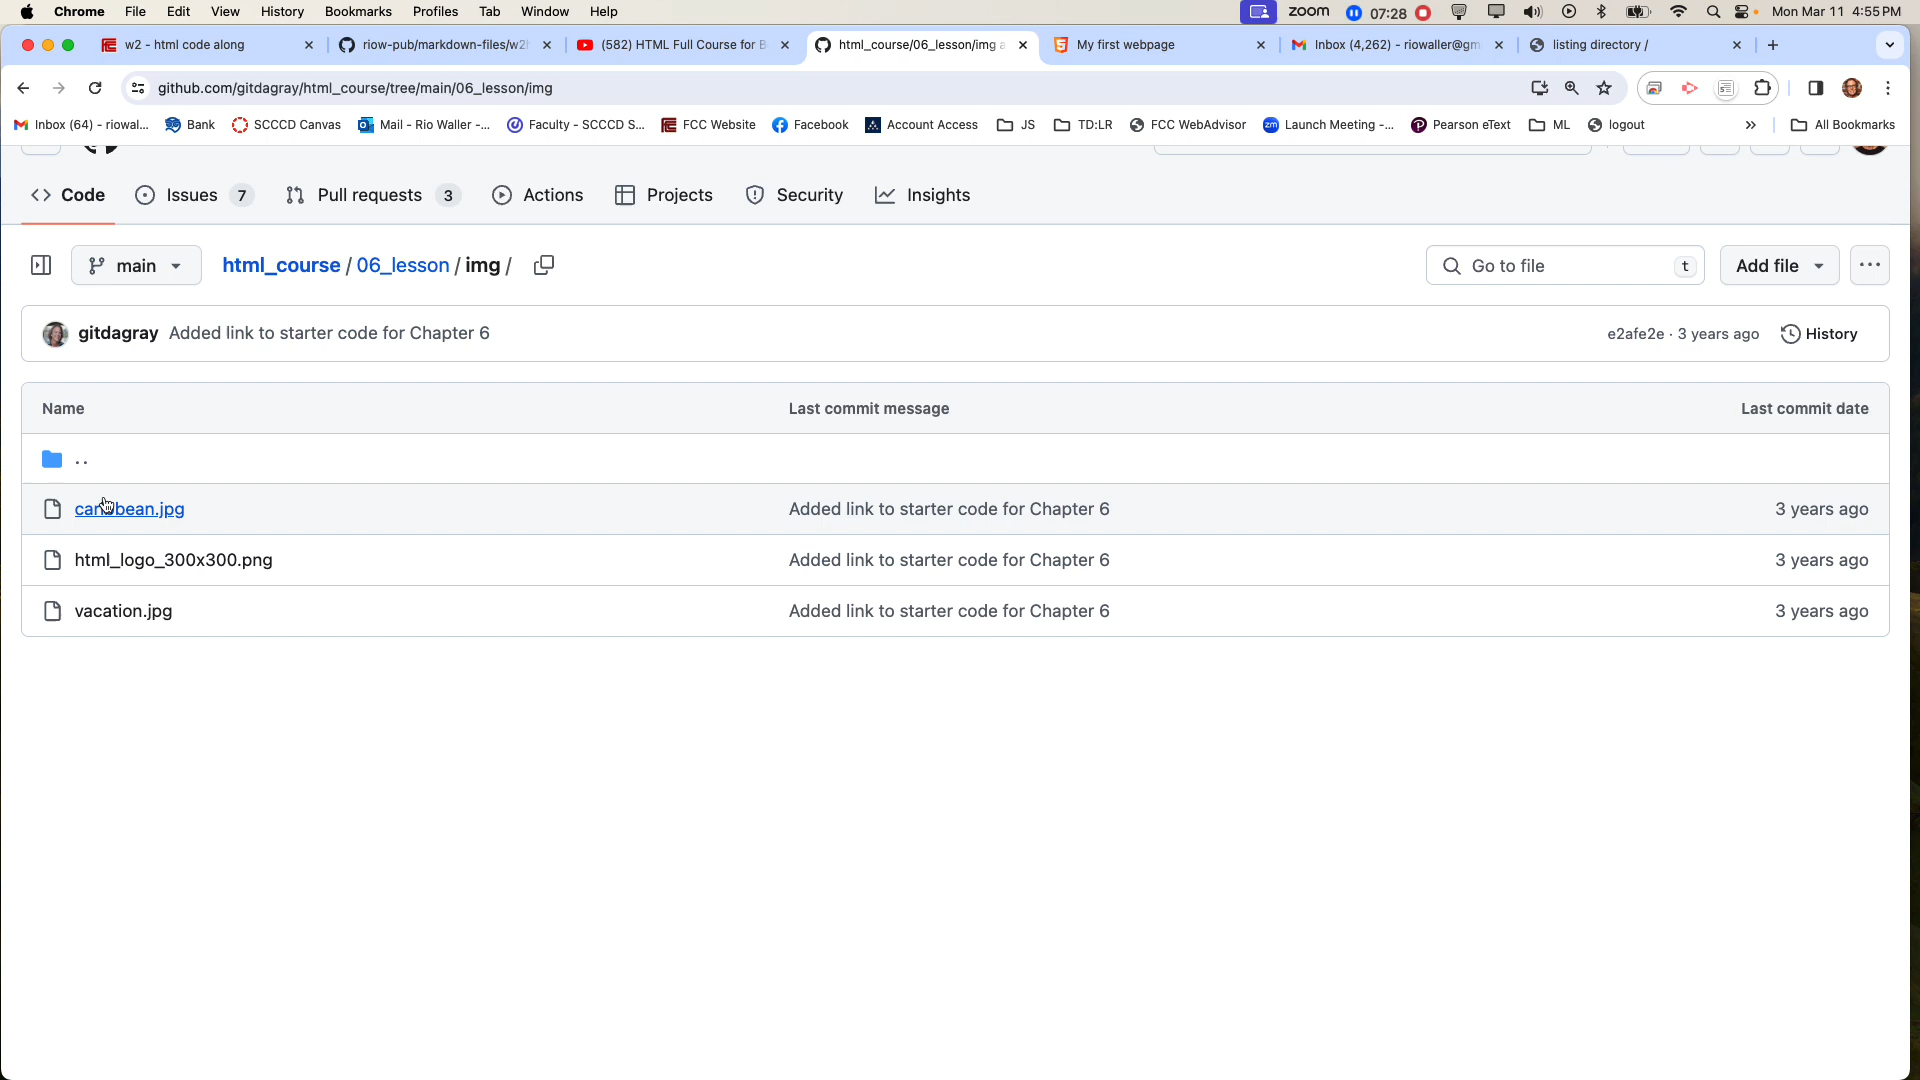 Chrome File Edit View History Bookmarks Profiles Tab Window Help zoom 07:28 Mon Mar 11 4:55 PM
w2 - html code along riow-pub/markdown-files/w2 (582) HTML Full Course for B html_course/06_lesson/img a My first webpage Inbox (4,262) - riowaller@gm listing directory /
github.com/gitdagray/html_course/tree/main/06_lesson/img
Inbox (64) - riowal... Bank SCCCD Canvas Mail - Rio Waller -... Faculty - SCCCD S... FCC Website Facebook Account Access JS TD:LR FCC WebAdvisor Launch Meeting -... Pearson eText ML logout » All Bookmarks
Code Issues 7 Pull requests 3 Actions Projects Security Insights
main html_course / 06_lesson / img / Go to file t Add file ...
gitdagray Added link to starter code for Chapter 6 e2afe2e · 3 years ago History
Name Last commit message Last commit date
..
caribbean.jpg Added link to starter code for Chapter 6 3 years ago
html_logo_300x300.png Added link to starter code for Chapter 6 3 years ago
vacation.jpg Added link to starter code for Chapter 6 3 years ago